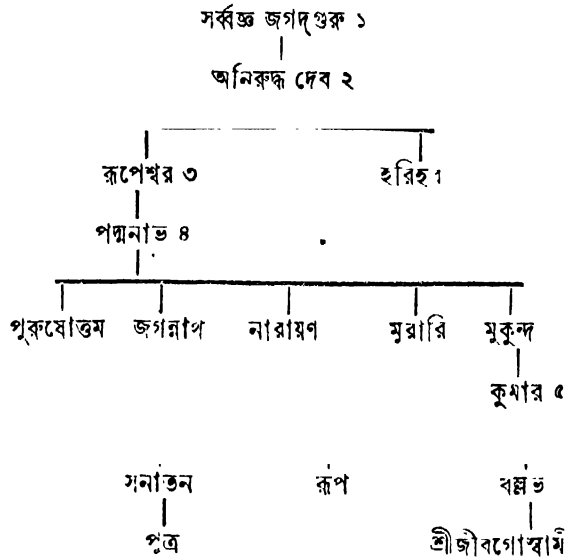 সর্ব্বজ্ঞ জগদ্‌গুরু ১
অনিরুদ্ধ দেব ২
রূপেশ্বর ৩ হরিহর
পদ্মনাভ ৪
পুরুষোত্তম জগন্নাথ নারায়ণ মুরারি মুকুন্দ
কুমার ৫
সনাতন রূপ বল্লভ
পুত্র শ্রীজীবগোস্বামী